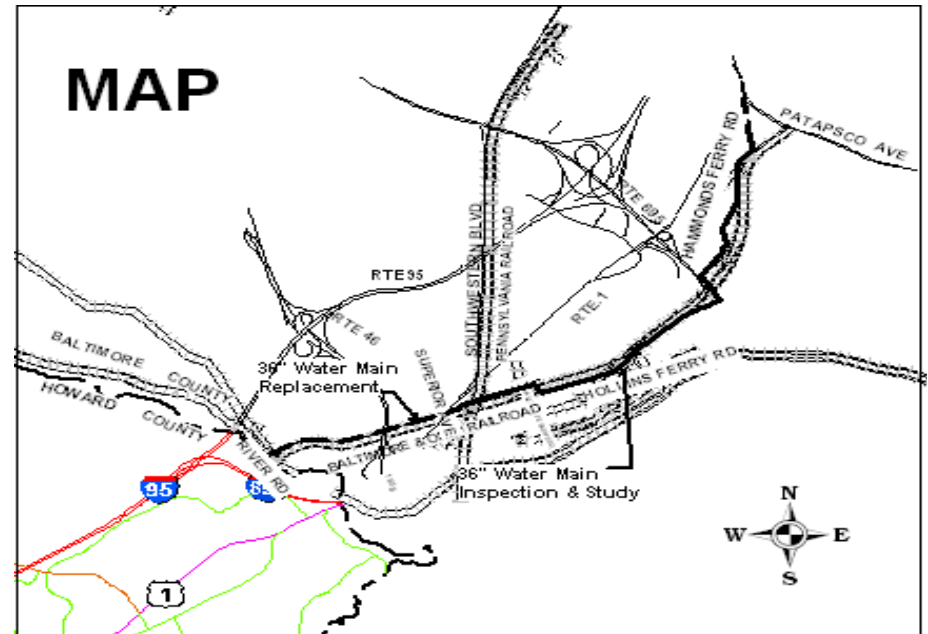 MAP
PATAPSCO AVE
HAMMONDS FERRY RD
RTE 695
SOUTHWESTERN BLVD
PENNSYLVANIA RAILROAD
RTE 95
RTE-1
RTE 46
BALTIMORE COUNTY
HOWARD COUNTY
SUPERIOR
36" Water Main
Replacement
HOLLINS FERRY RD
BALTIMORE & RAILROAD
RIVER RD
36" Water Main
Inspection & Study
95
1
N
W E
S